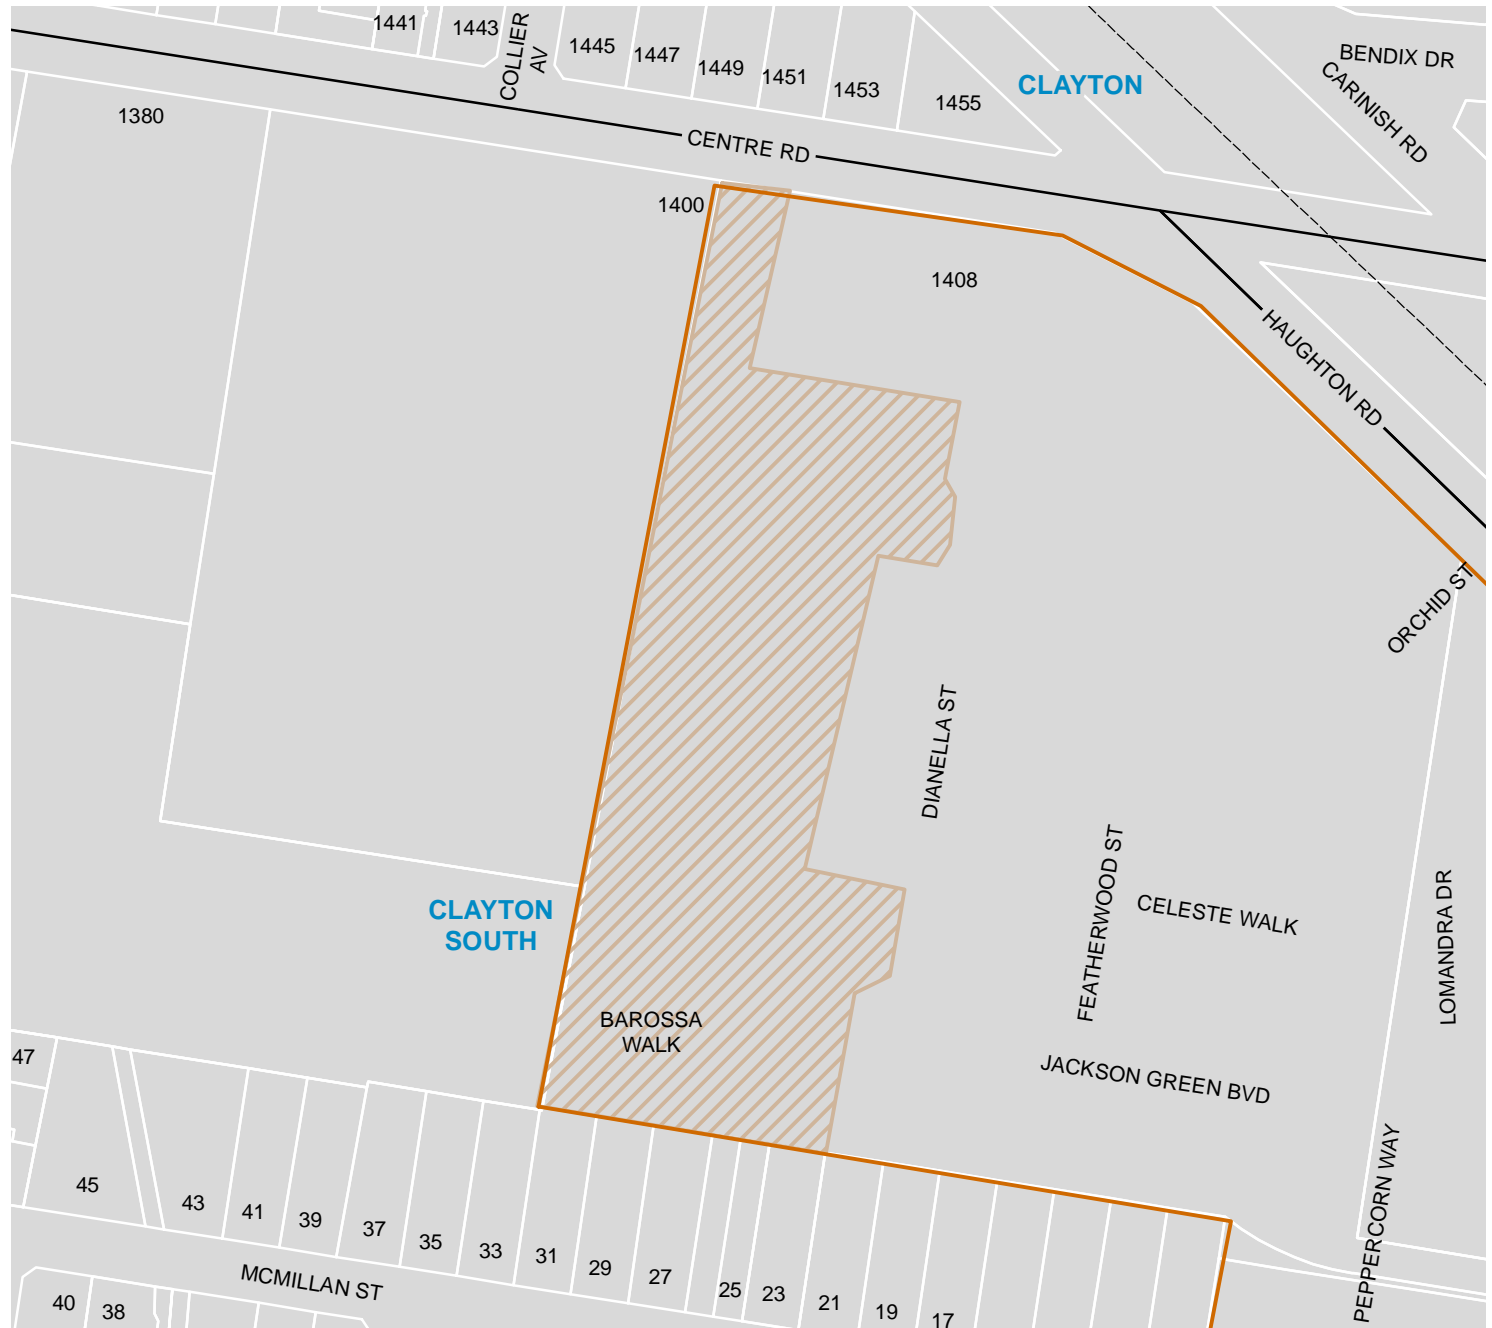 1441
1443
COLLIER
AV
1445
1447
1449
1451
1453
1455
CLAYTON
BENDIX DR
CARINISH RD
1380
CENTRE RD
1400
1408
HAUGHTON RD
ORCHID ST
DIANELLA ST
FEATHERWOOD ST
CELESTE WALK
LOMANDRA DR
CLAYTON
SOUTH
BAROSSA
WALK
JACKSON GREEN BVD
PEPPERCORN WAY
47
45
43
41
39
37
35
33
31
29
27
25
23
21
19
17
MCMILLAN ST
40
38